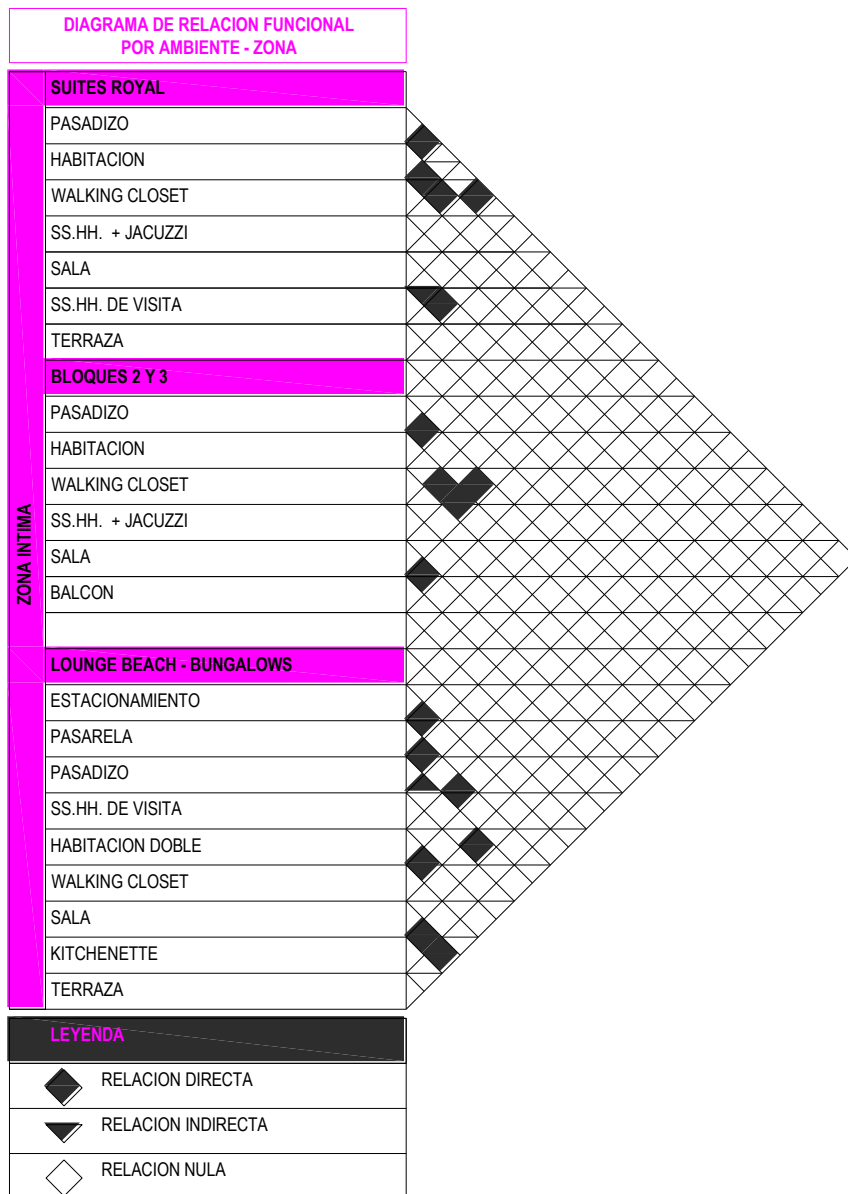 DIAGRAMA DE RELACION FUNCIONAL
POR AMBIENTE - ZONA
ZONA INTIMA
SUITES ROYAL
PASADIZO
HABITACION
WALKING CLOSET
SS.HH. + JACUZZI
SALA
SS.HH. DE VISITA
TERRAZA
BLOQUES 2 Y 3
PASADIZO
HABITACION
WALKING CLOSET
SS.HH. + JACUZZI
SALA
BALCON
LOUNGE BEACH - BUNGALOWS
ESTACIONAMIENTO
PASARELA
PASADIZO
SS.HH. DE VISITA
HABITACION DOBLE
WALKING CLOSET
SALA
KITCHENETTE
TERRAZA
LEYENDA
RELACION DIRECTA
RELACION INDIRECTA
RELACION NULA